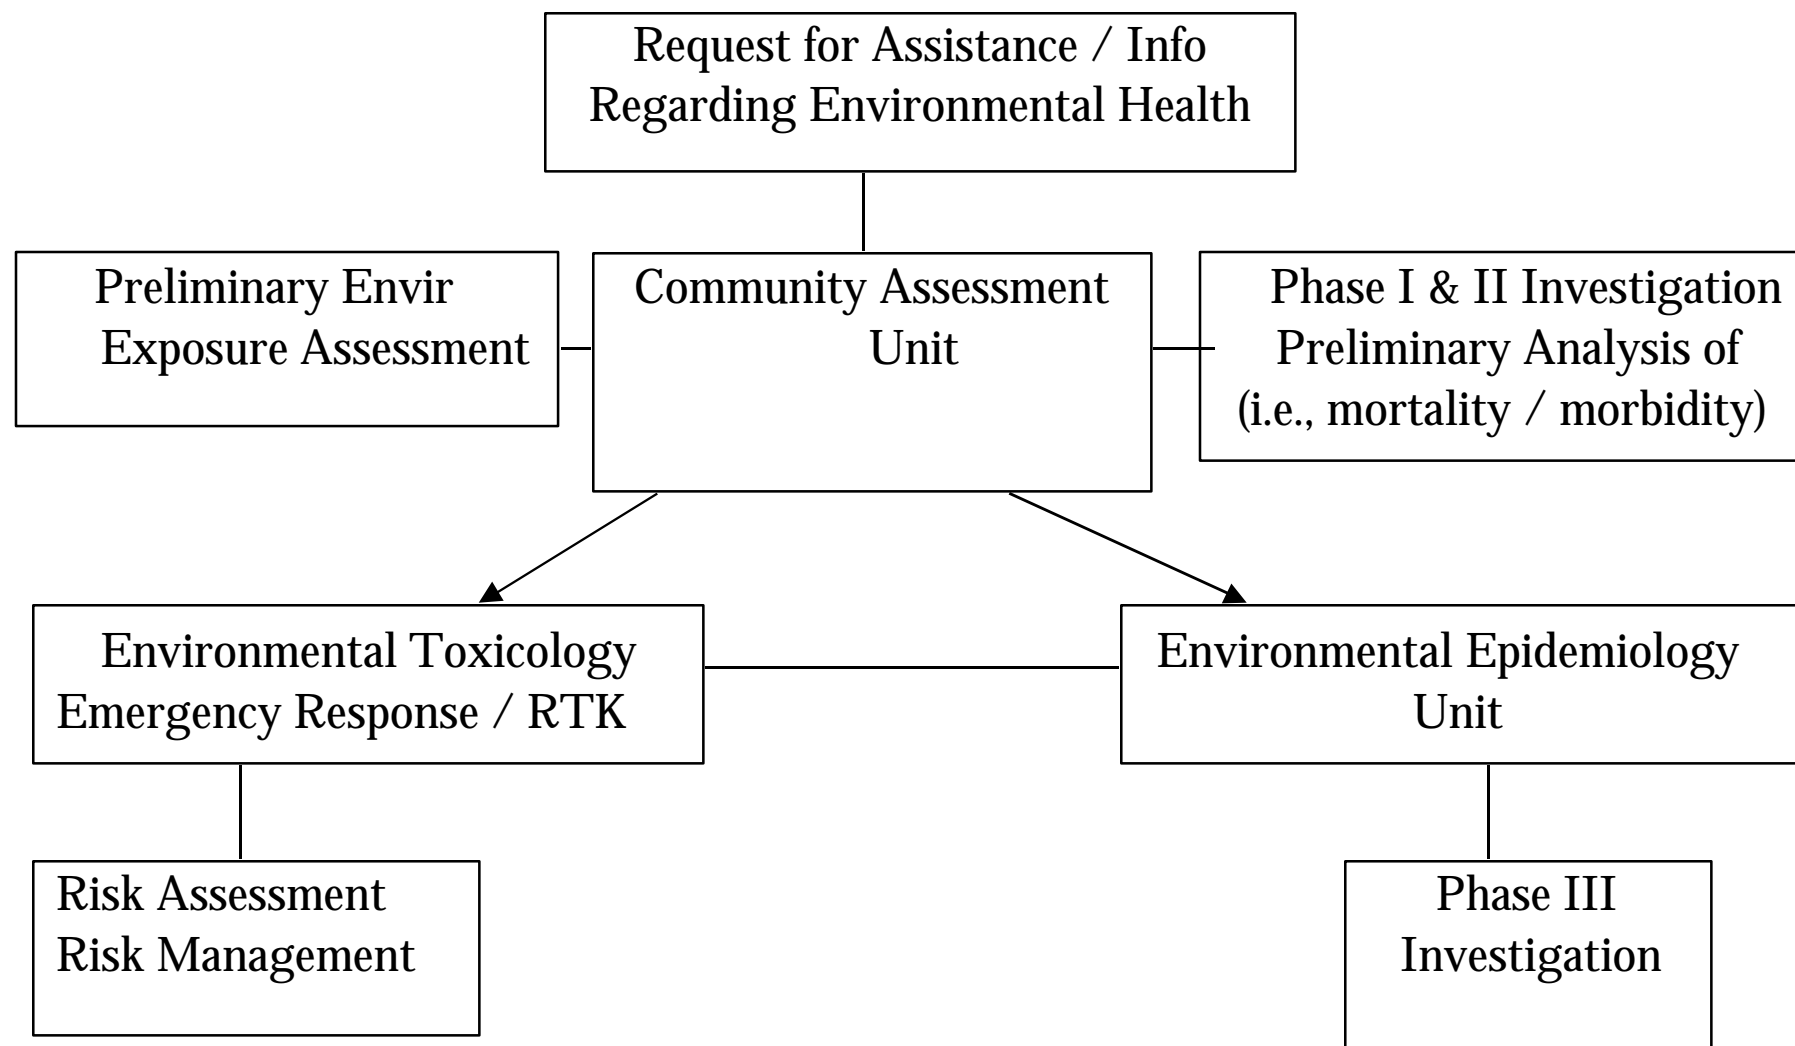 Request for Assistance / Info
Regarding Environmental Health
Preliminary Envir
Exposure Assessment
Community Assessment
Unit
Phase I & II Investigation
Preliminary Analysis of
(i.e., mortality / morbidity)
Environmental Toxicology
Emergency Response / RTK
Environmental Epidemiology
Unit
Risk Assessment
Risk Management
Phase III
Investigation